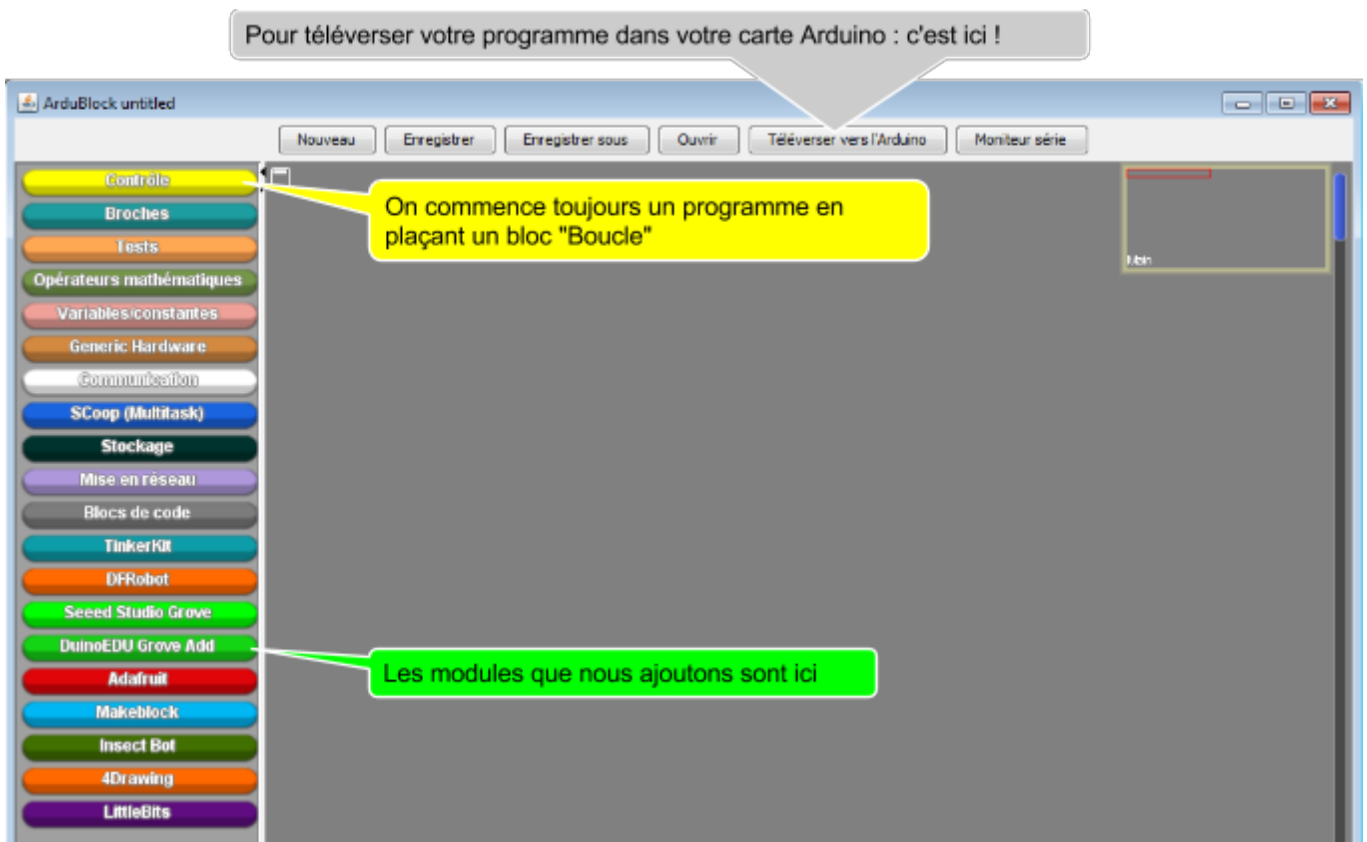 Pour téléverser votre programme dans votre carte Arduino : c'est ici !
ArduBlock untitled
Nouveau Enregistrer Enregistrer sous Ouvrir Téléverser vers l'Arduino Moniteur série
Contrôle
On commence toujours un programme en
plaçant un bloc "Boucle"
Broches
Tests
Main
Opérateurs mathématiques
Variables/constantes
Generic Hardware
Communication
SCoop (Multitask)
Stockage
Mise en réseau
Blocs de code
TinkerKit
DFRobot
Seeed Studio Grove
DuinoEDU Grove Add
Les modules que nous ajoutons sont ici
Adafruit
Makeblock
Insect Bot
4Drawing
LittleBits